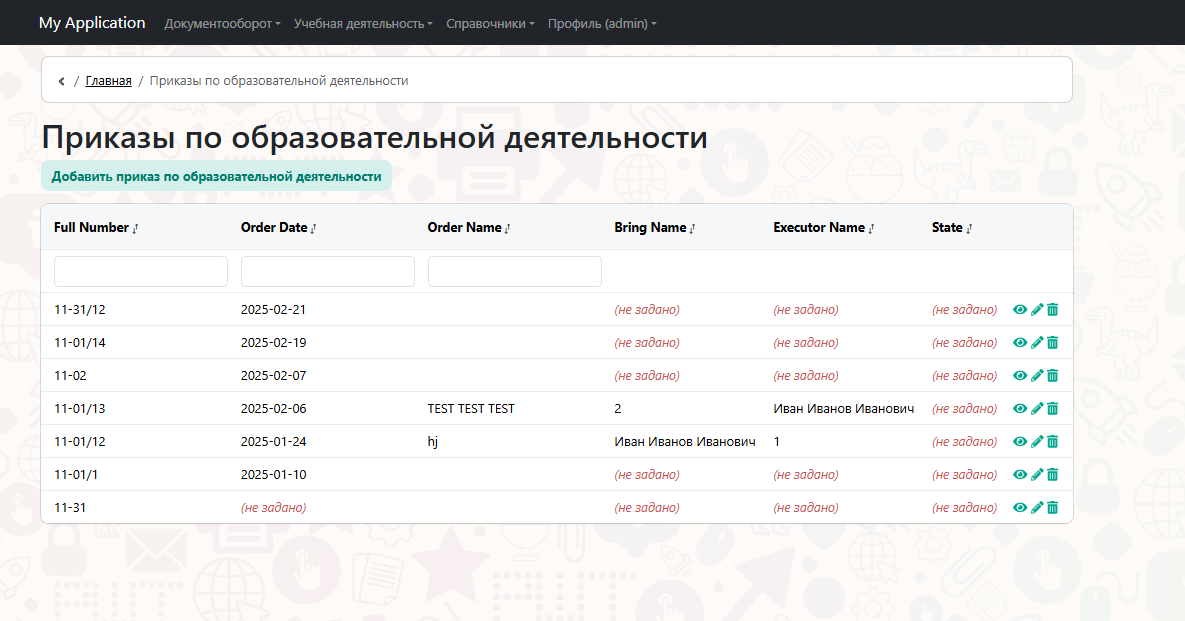 My Application Документооборот Учебная деятельность Справочники Профиль (admin)
/ Главная / Приказы по образовательной деятельности
Приказы по образовательной деятельности
Добавить приказ по образовательной деятельности
Full Number Order Date Order Name Bring Name Executor Name State
11-31/12 2025-02-21 (не задано) (не задано) (не задано)
11-01/14 2025-02-19 (не задано) (не задано) (не задано)
11-02 2025-02-07 (не задано) (не задано) (не задано)
11-01/13 2025-02-06 TEST TEST TEST 2 Иван Иванов Иванович (не задано)
11-01/12 2025-01-24 hj Иван Иванов Иванович 1 (не задано)
11-01/1 2025-01-10 (не задано) (не задано) (не задано)
11-31 (не задано) (не задано) (не задано) (не задано)